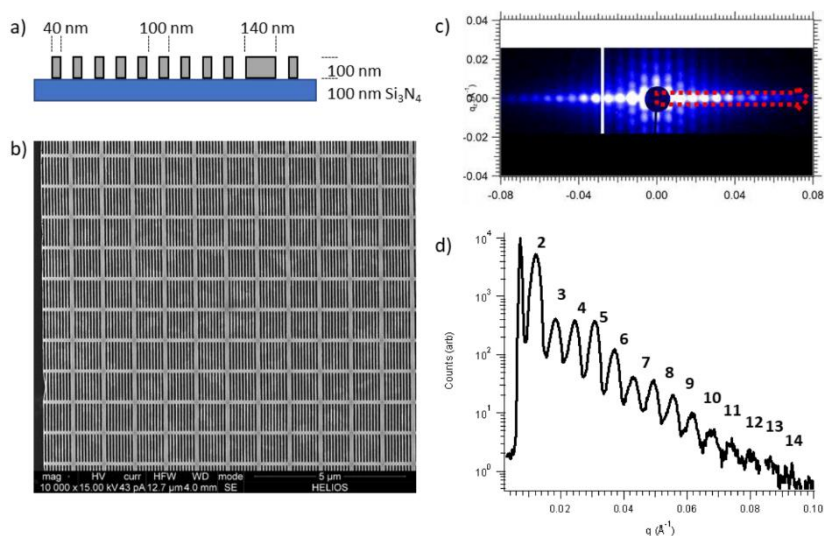 a)
40 nm
100 nm
140 nm
100 nm
100 nm Si₃N₄
b)
mag HV curr HFW WD mode
10 000 x 15.00 kV 43 pA 12.7 µm 4.0 mm SE
5 µm
HELIOS
c)
0.04
0.02
0.00
-0.02
-0.04
-0.08 -0.04 0.00 0.04 0.08
d)
10⁴
10³
10²
10¹
10⁰
Counts (arb)
2
3
4
5
6
7
8
9
10
11
12
13
14
0.02 0.04 0.06 0.08 0.10
q (Å⁻¹)